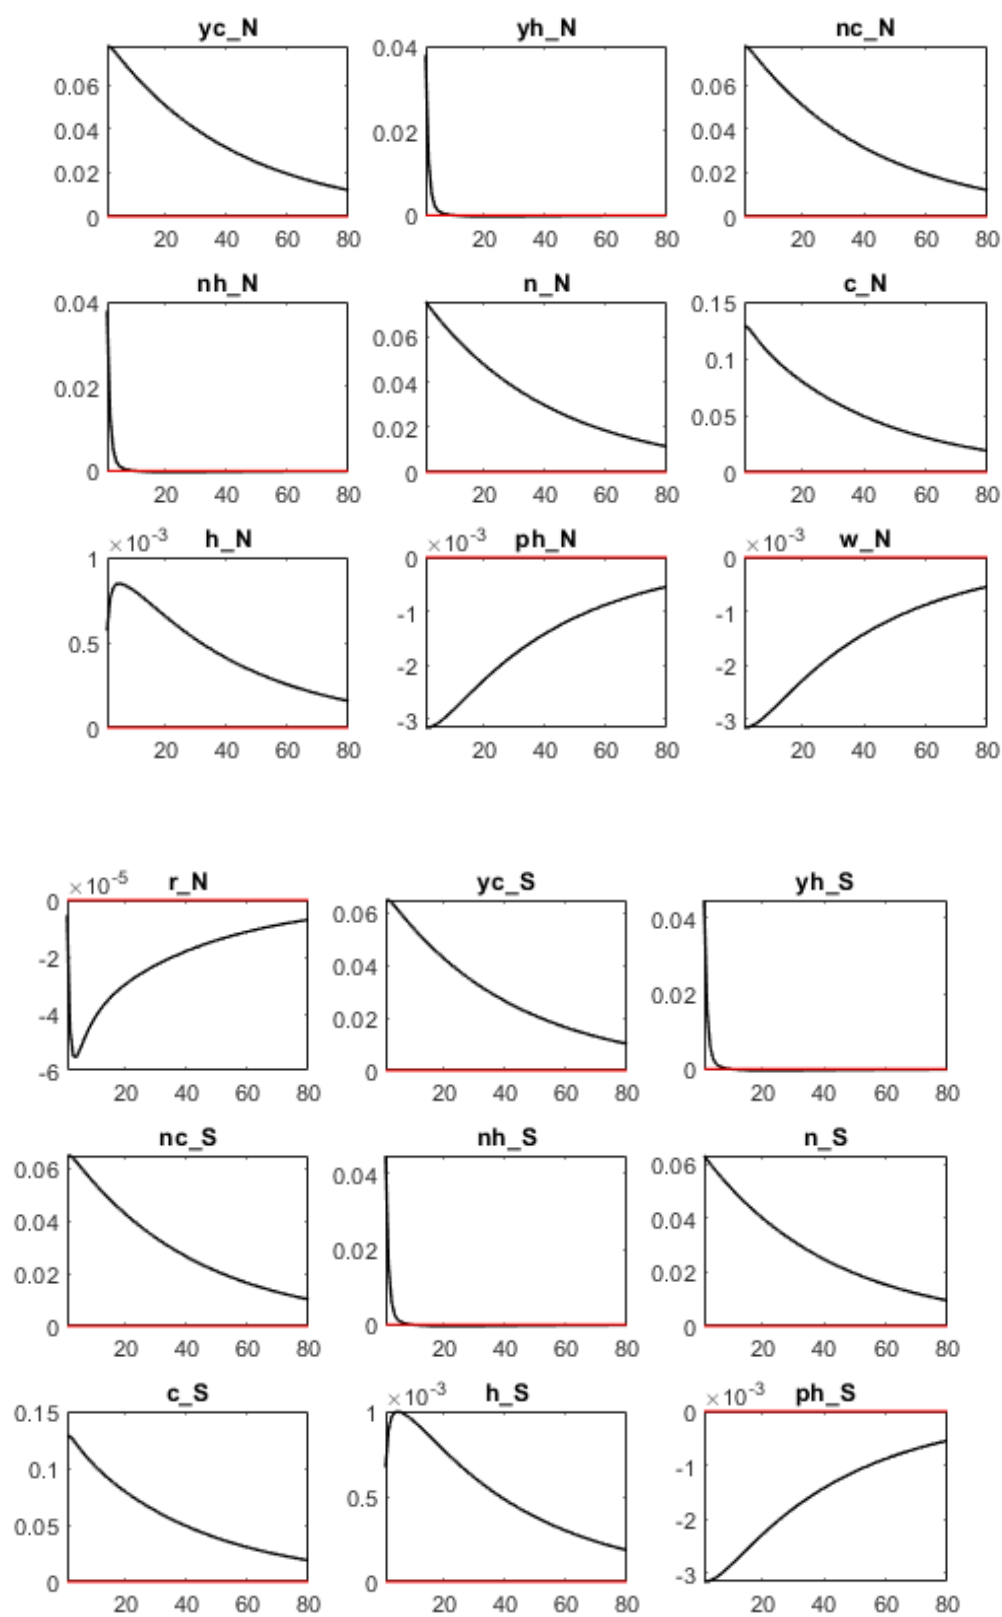 yc_N yh_N nc_N
0.06 0.04 0.06
0.04 0.02 0.04
0.02 0.02
0 0 0
20 40 60 80 20 40 60 80 20 40 60 80
nh_N n_N c_N
0.04 0.06 0.15
0.02 0.04 0.1
0.02 0.05
0 0 0
20 40 60 80 20 40 60 80 20 40 60 80
×10-3 h_N ×10-3 ph_N ×10-3 w_N
1 0 0
0.5 -1 -1
-2 -2
0 -3 -3
20 40 60 80 20 40 60 80 20 40 60 80
×10-5 r_N yc_S yh_S
0 0.06 0.04
-2 0.04 0.02
-4 0.02
-6 0 0
20 40 60 80 20 40 60 80 20 40 60 80
nc_S nh_S n_S
0.06 0.04 0.06
0.04 0.02 0.04
0.02 0.02
0 0 0
20 40 60 80 20 40 60 80 20 40 60 80
c_S ×10-3 h_S ×10-3 ph_S
0.15 1 0
0.1 0.5 -1
0.05 -2
0 0 -3
20 40 60 80 20 40 60 80 20 40 60 80